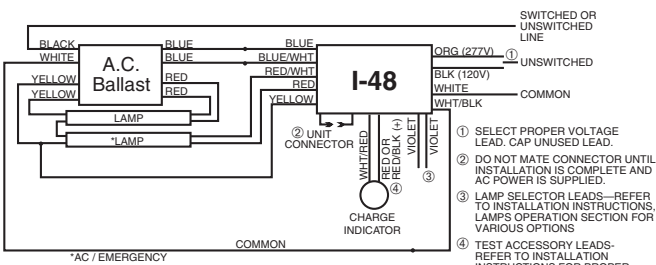 SWITCHED OR
UNSWITCHED
LINE
BLACK
WHITE
A.C.
Ballast
BLUE
BLUE
YELLOW
YELLOW
RED
RED
LAMP
*LAMP
BLUE
BLUE/WHT
RED/WHT
RED
YELLOW
I-48
ORG (277V)
①
UNSWITCHED
BLK (120V)
WHITE
COMMON
WHT/BLK
② UNIT
CONNECTOR
WHT/RED
RED OR
RED/BLK (+)
VIOLET
VIOLET
③
④
CHARGE
INDICATOR
COMMON
*AC / EMERGENCY
① SELECT PROPER VOLTAGE
LEAD. CAP UNUSED LEAD.
② DO NOT MATE CONNECTOR UNTIL
INSTALLATION IS COMPLETE AND
AC POWER IS SUPPLIED.
③ LAMP SELECTOR LEADS—REFER
TO INSTALLATION INSTRUCTIONS,
LAMPS OPERATION SECTION FOR
VARIOUS OPTIONS
④ TEST ACCESSORY LEADS-
REFER TO INSTALLATION
INSTRUCTIONS FOR PROPER